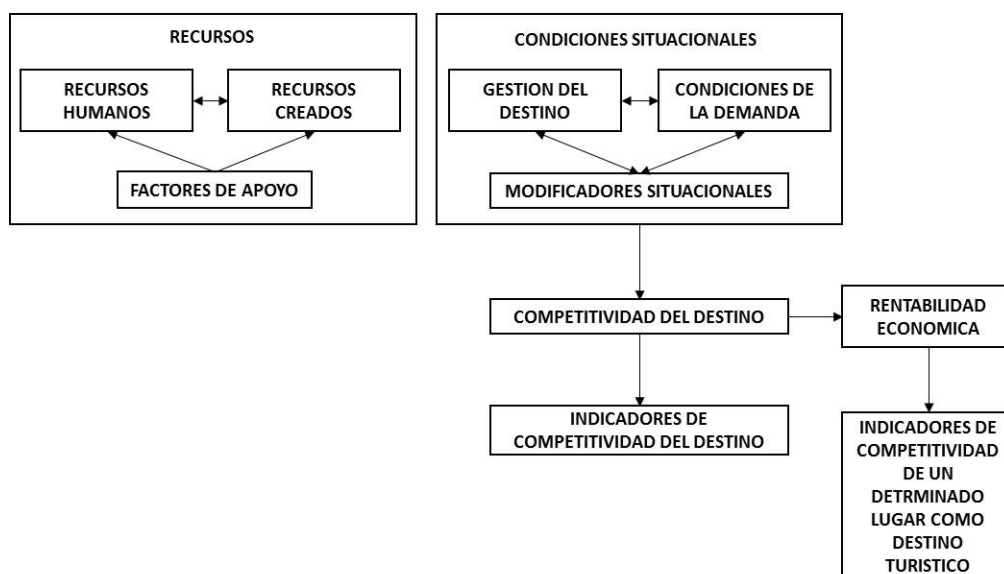 RECURSOS
RECURSOS
HUMANOS
RECURSOS
CREADOS
FACTORES DE APOYO
CONDICIONES SITUACIONALES
GESTION DEL
DESTINO
CONDICIONES DE
LA DEMANDA
MODIFICADORES SITUACIONALES
COMPETITIVIDAD DEL DESTINO
RENTABILIDAD
ECONOMICA
INDICADORES DE
COMPETITIVIDAD DEL DESTINO
INDICADORES DE
COMPETITIVIDAD
DE UN
DETRMINADO
LUGAR COMO
DESTINO
TURISTICO